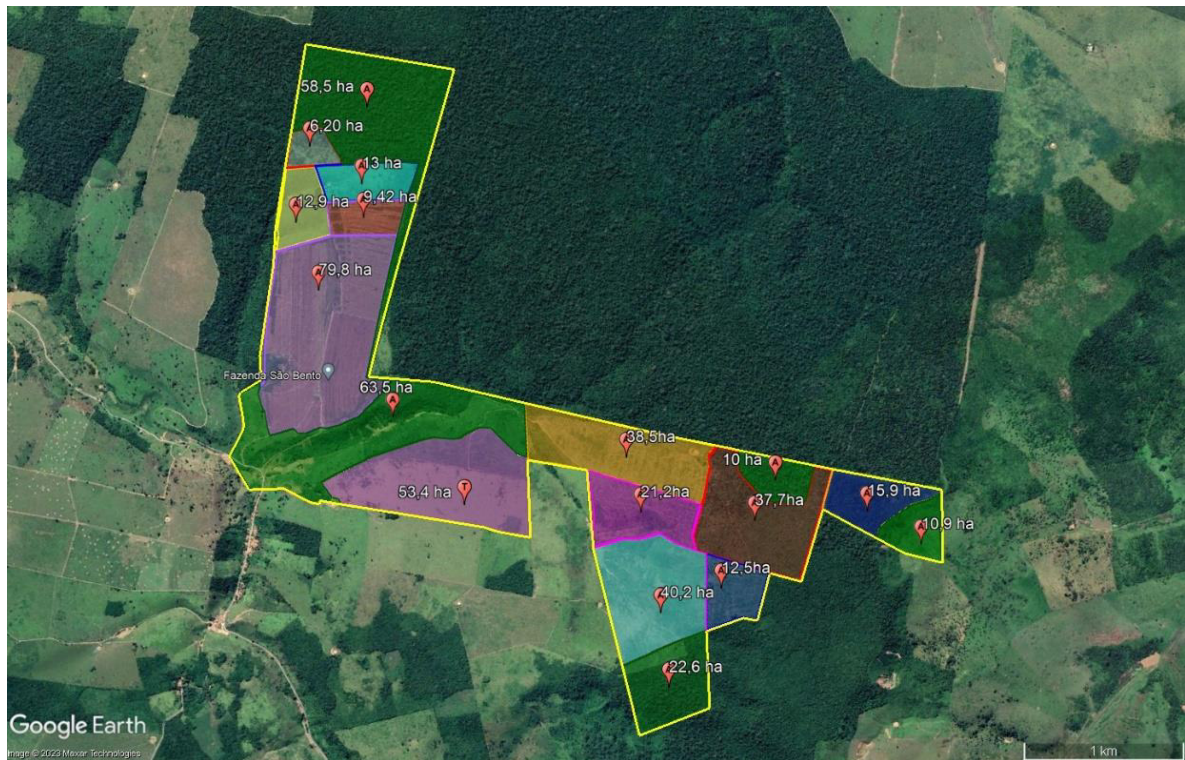 58,5 ha
6,20 ha
13 ha
12,9 ha
9,42 ha
79,8 ha
Fazenda São Bento
63,5 ha
38,5ha
10 ha
53,4 ha
21,2ha
37,7ha
15,9 ha
10,9 ha
12,5ha
40,2 ha
22,6 ha
Google Earth
Image © 2023 Maxar Technologies
1 km
A
A
A
A
A
A
A
A
A
T
A
A
A
A
A
A
A